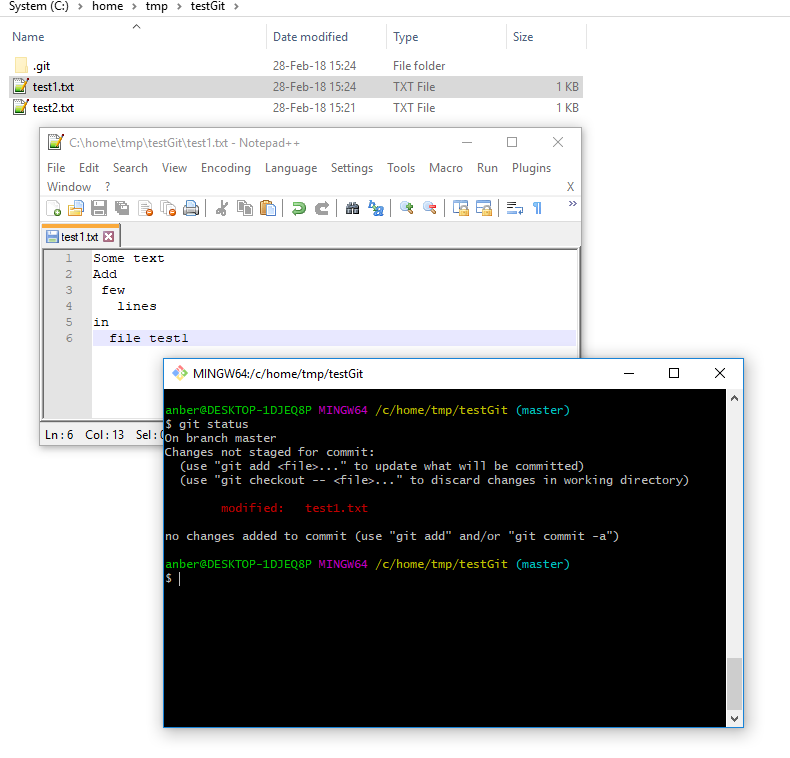 System (C:) > home > tmp > testGit >
Name Date modified Type Size
.git 28-Feb-18 15:24 File folder
test1.txt 28-Feb-18 15:24 TXT File 1 KB
test2.txt 28-Feb-18 15:21 TXT File 1 KB
C:\home\tmp\testGit\test1.txt - Notepad++
File Edit Search View Encoding Language Settings Tools Macro Run Plugins
Window ? X
test1.txt
1 Some text
2 Add
3 few
4 lines
5 in
6 file test1
Ln : 6 Col : 13 Sel :
MINGW64:/c/home/tmp/testGit
anber@DESKTOP-1DJEQ8P MINGW64 /c/home/tmp/testGit (master)
$ git status
On branch master
Changes not staged for commit:
(use "git add <file>..." to update what will be committed)
(use "git checkout -- <file>..." to discard changes in working directory)
modified: test1.txt
no changes added to commit (use "git add" and/or "git commit -a")
anber@DESKTOP-1DJEQ8P MINGW64 /c/home/tmp/testGit (master)
$